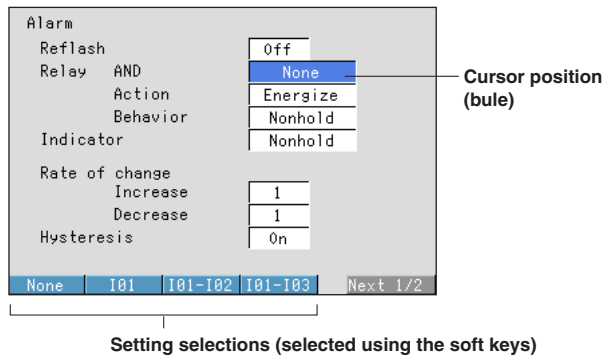 Alarm
Reflash Off
Relay AND None
Action Energize
Behavior Nonhold
Indicator Nonhold
Rate of change
Increase 1
Decrease 1
Hysteresis On
None I01 I01-I02 I01-I03 Next 1/2
Cursor position
(bule)
Setting selections (selected using the soft keys)